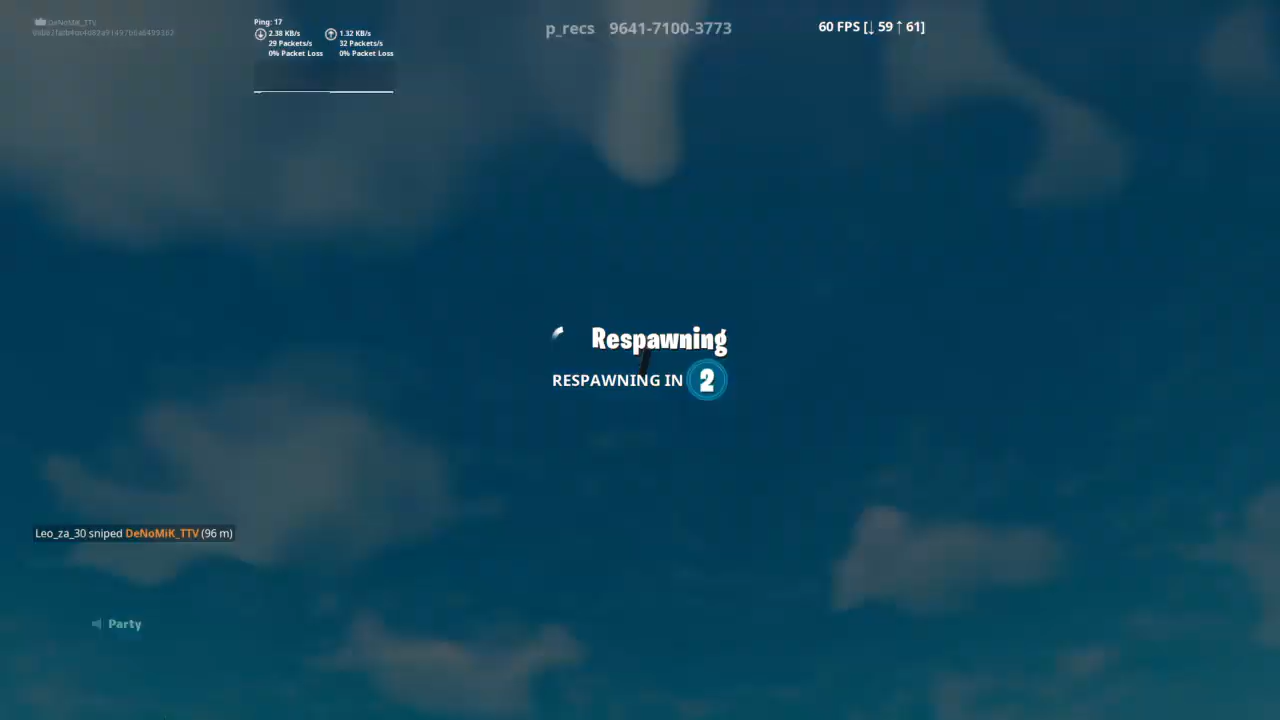 DeNoMiK_TTV
Ping: 17
2.38 KB/s
1.32 KB/s
29 Packets/s
32 Packets/s
0% Packet Loss
0% Packet Loss
p_recs 9641-7100-3773
60 FPS [↓ 59 ↑ 61]
Respawning
RESPAWNING IN 2
Leo_za_30 sniped DeNoMiK_TTV (96 m)
Party